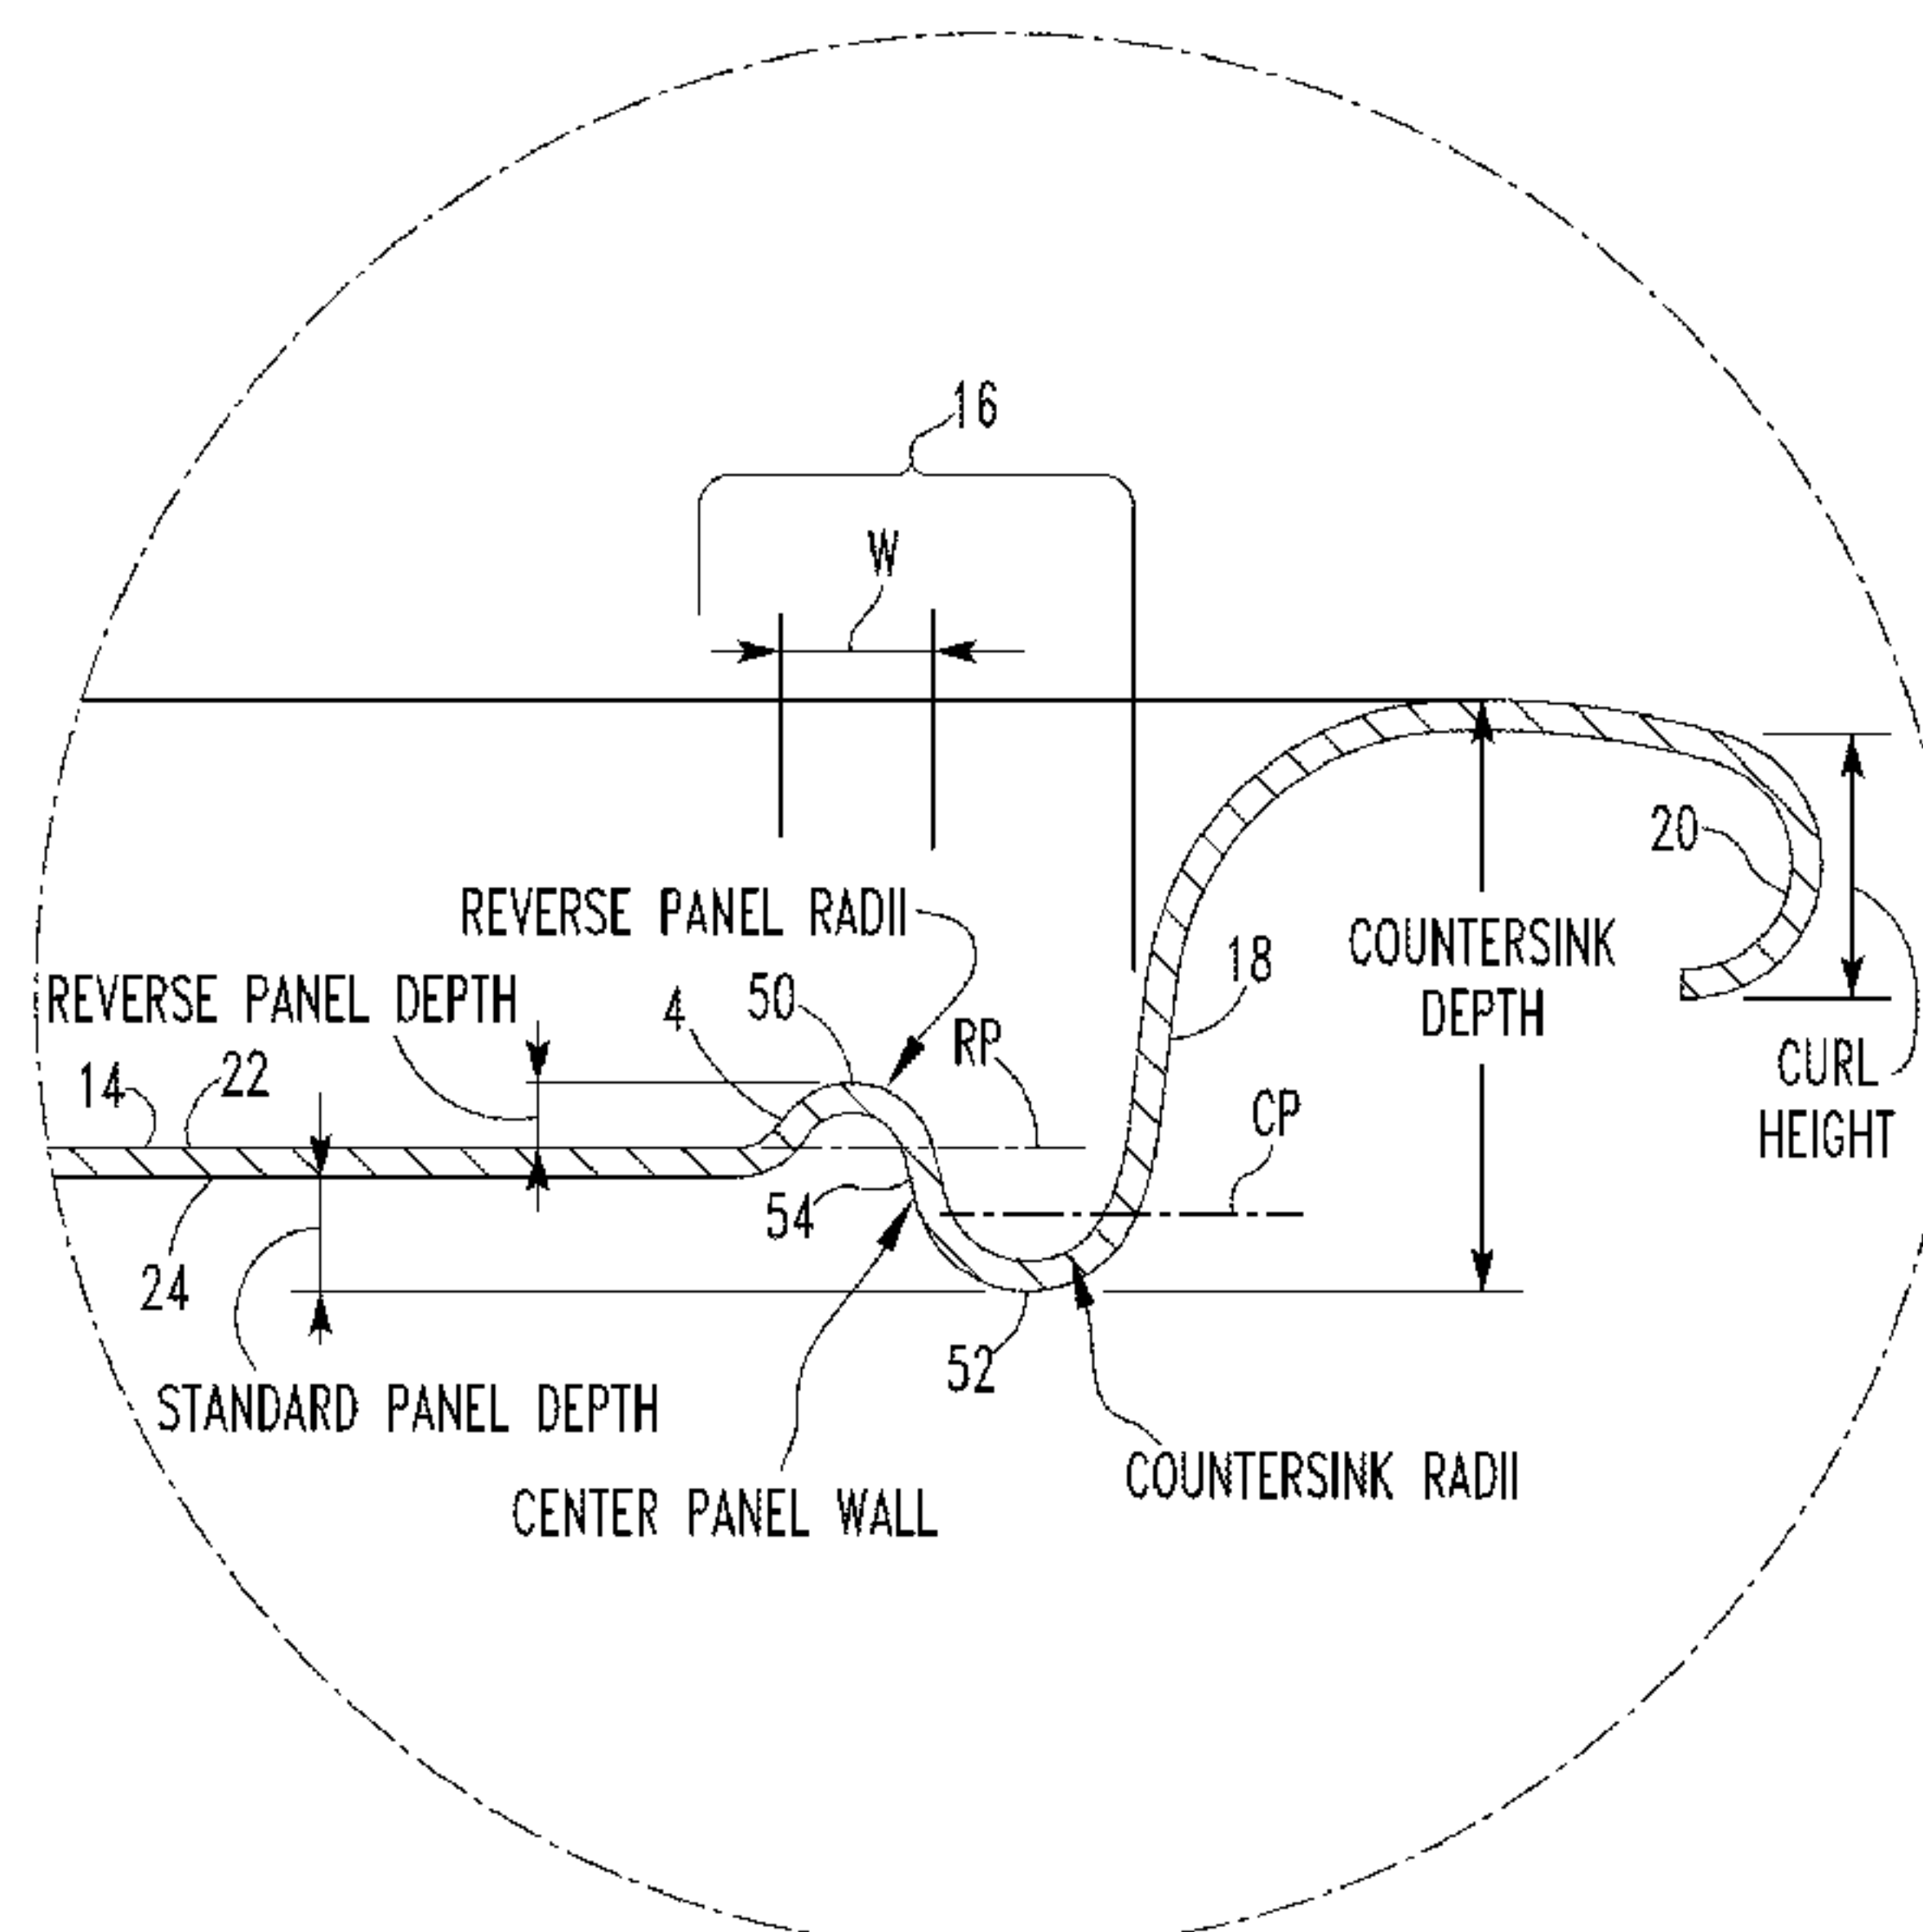 16
W
20
REVERSE PANEL RADII
COUNTERSINK
DEPTH
18
REVERSE PANEL DEPTH
4
50
RP
14
22
CP
CURL
HEIGHT
54
24
52
STANDARD PANEL DEPTH
COUNTERSINK RADII
CENTER PANEL WALL